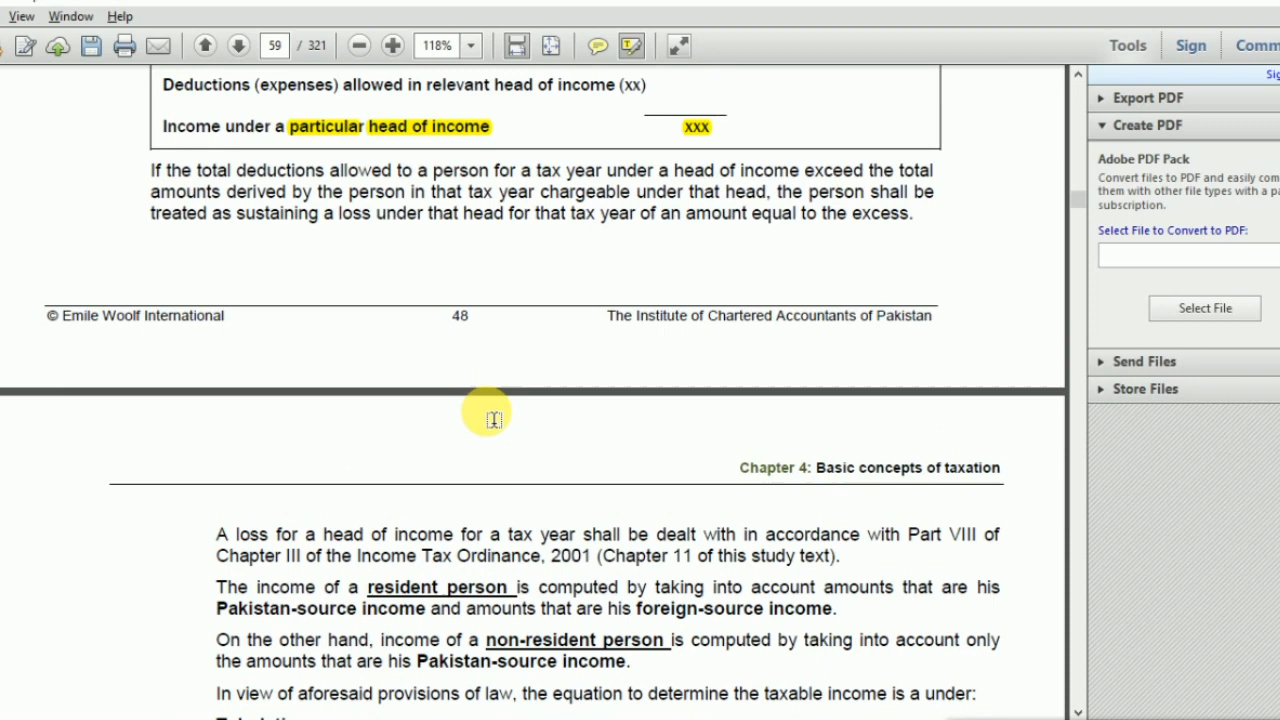 View Window Help
59 / 321 118% Tools Sign Comm
Sig
Deductions (expenses) allowed in relevant head of income (xx)
Income under a particular head of income xxx
If the total deductions allowed to a person for a tax year under a head of income exceed the total
amounts derived by the person in that tax year chargeable under that head, the person shall be
treated as sustaining a loss under that head for that tax year of an amount equal to the excess.
© Emile Woolf International 48 The Institute of Chartered Accountants of Pakistan
Chapter 4: Basic concepts of taxation
A loss for a head of income for a tax year shall be dealt with in accordance with Part VIII of
Chapter III of the Income Tax Ordinance, 2001 (Chapter 11 of this study text).
The income of a resident person is computed by taking into account amounts that are his
Pakistan-source income and amounts that are his foreign-source income.
On the other hand, income of a non-resident person is computed by taking into account only
the amounts that are his Pakistan-source income.
In view of aforesaid provisions of law, the equation to determine the taxable income is a under:
Export PDF
Create PDF
Adobe PDF Pack
Convert files to PDF and easily com
them with other file types with a pa
subscription.
Select File to Convert to PDF:
Select File
Send Files
Store Files